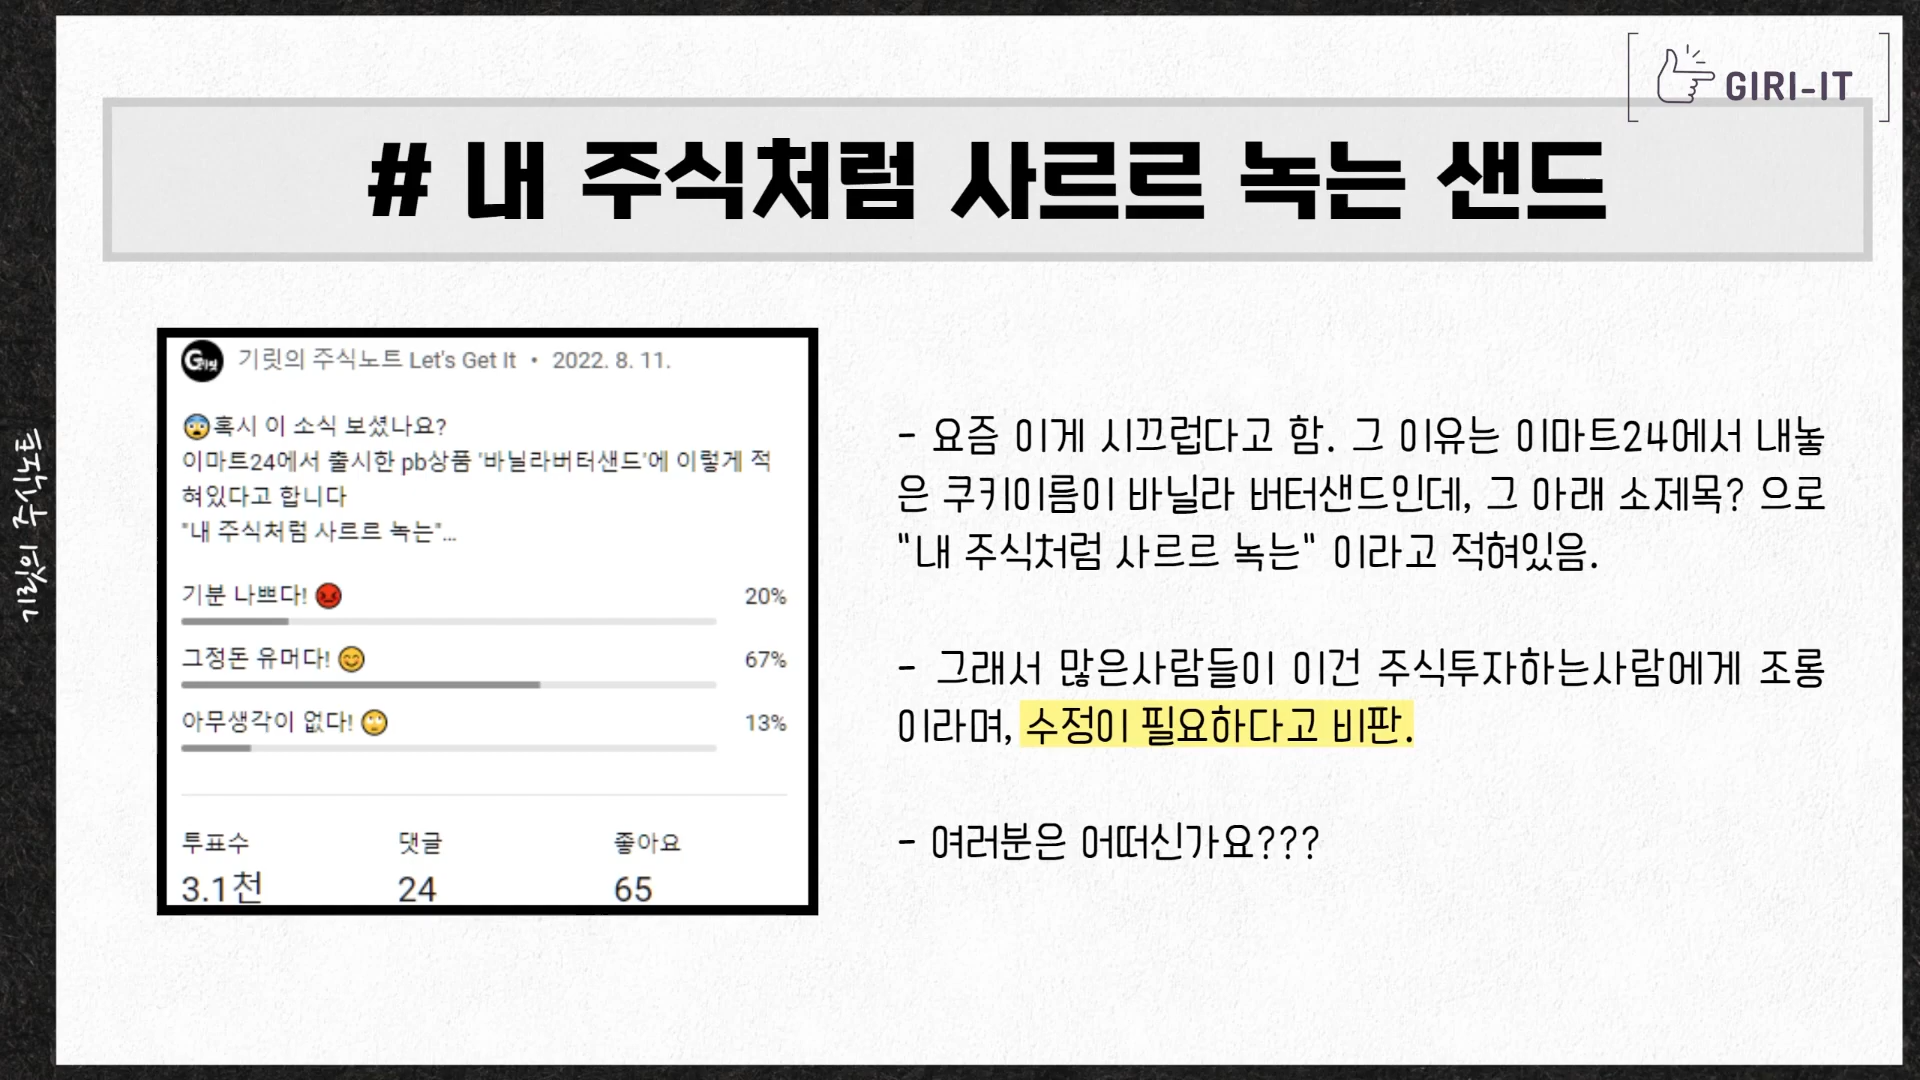 GIRI-IT
# 내 주식처럼 사르르 녹는 샌드
기릿의 주식노트
G기릿
기릿의 주식노트 Let's Get It • 2022. 8. 11.
😨혹시 이 소식 보셨나요?
이마트24에서 출시한 pb상품 '바닐라버터샌드'에 이렇게 적
혀있다고 합니다
"내 주식처럼 사르르 녹는"...
기분 나쁘다! 😡 20%
그정돈 유머다! 😊 67%
아무생각이 없다! 🙄 13%
투표수 댓글 좋아요
3.1천 24 65
- 요즘 이게 시끄럽다고 함. 그 이유는 이마트24에서 내놓
은 쿠키이름이 바닐라 버터샌드인데, 그 아래 소제목? 으로
"내 주식처럼 사르르 녹는" 이라고 적혀있음.
- 그래서 많은사람들이 이건 주식투자하는사람에게 조롱
이라며, 수정이 필요하다고 비판.
- 여러분은 어떠신가요???